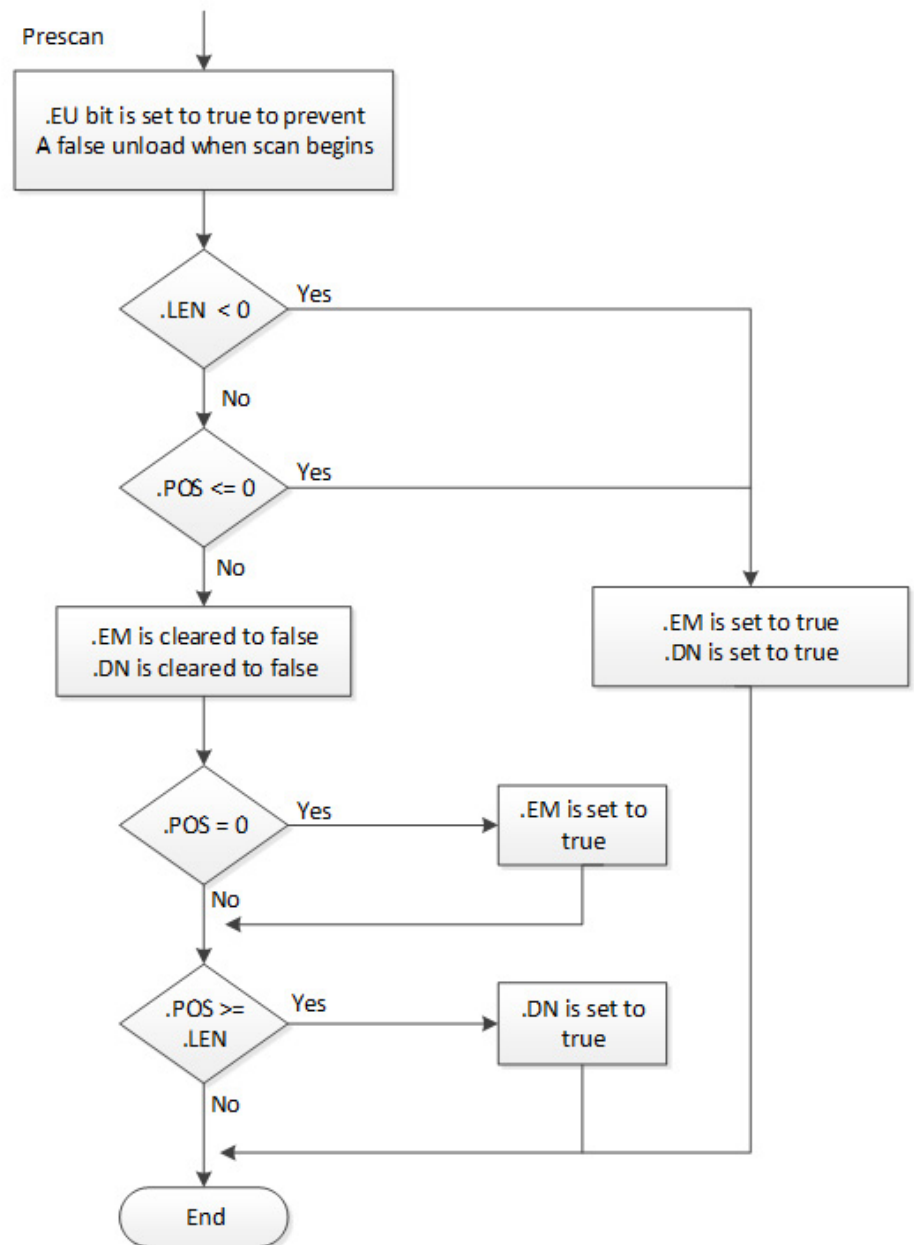 Prescan
.EU bit is set to true to prevent
A false unload when scan begins
.LEN < 0
Yes
No
.POS <= 0
Yes
No
.EM is cleared to false
.DN is cleared to false
.EM is set to true
.DN is set to true
.POS = 0
Yes
.EM is set to
true
No
.POS >=
.LEN
Yes
.DN is set to
true
No
End